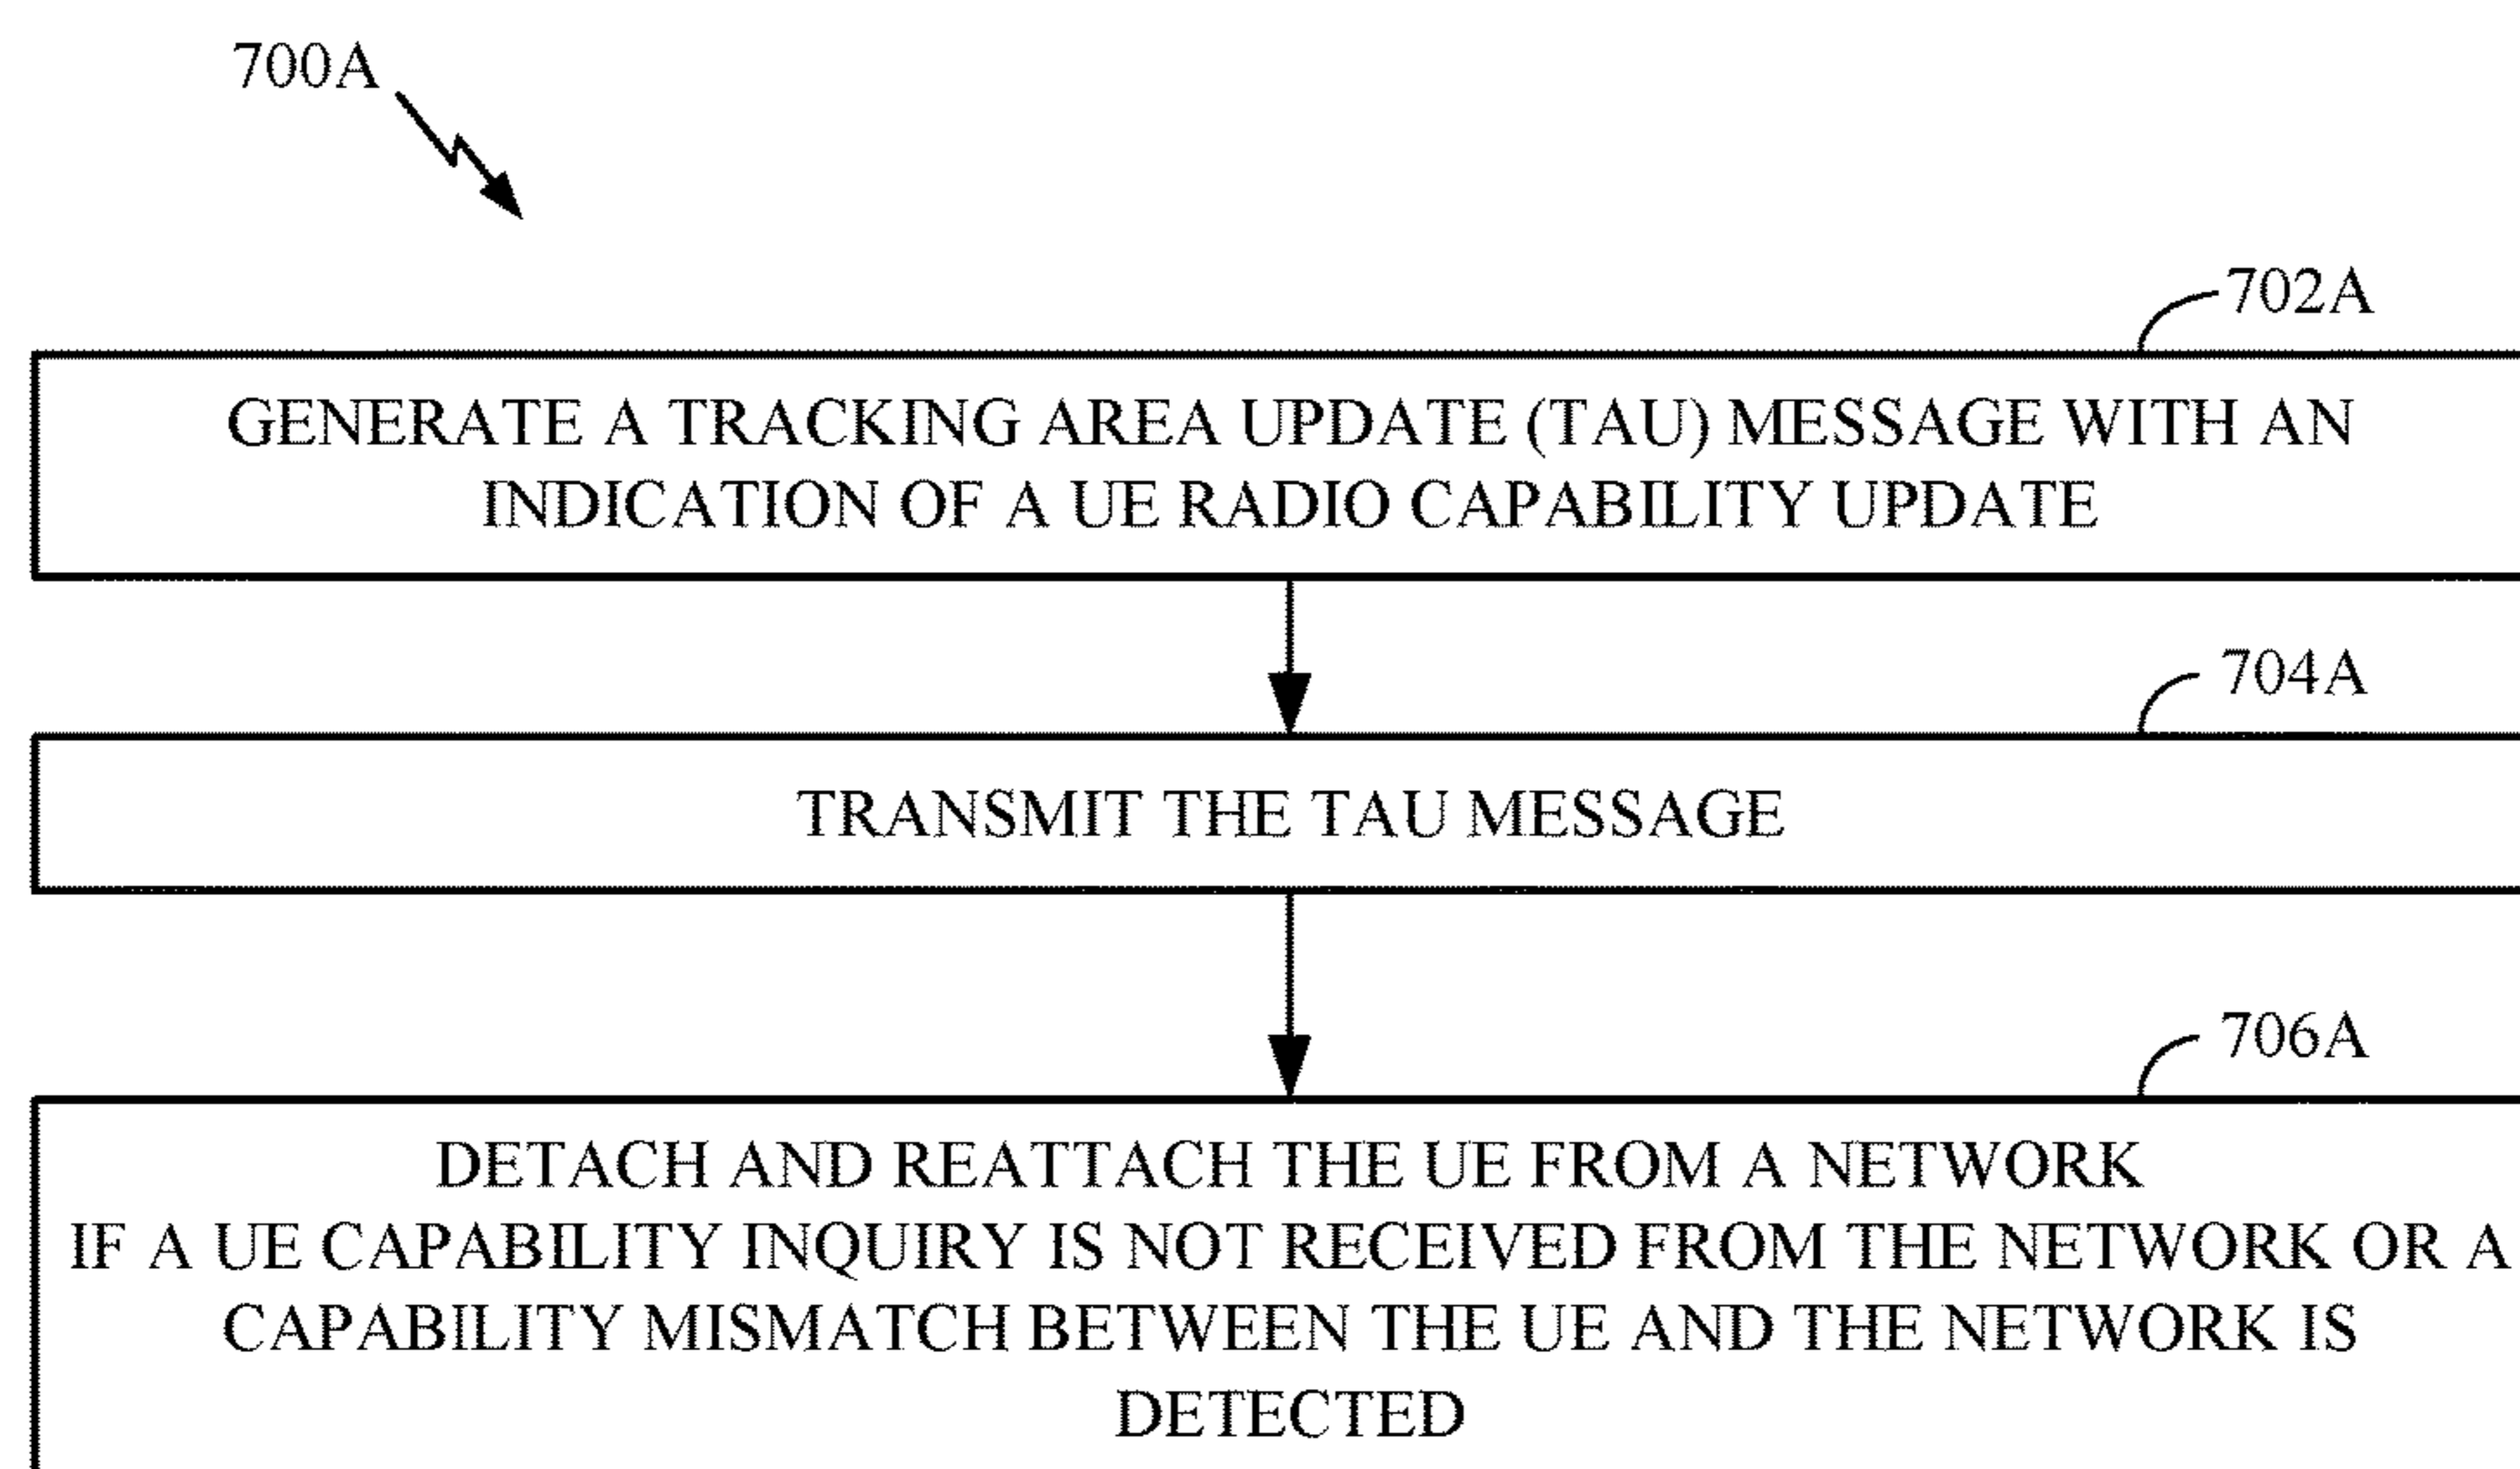 700A
702A
GENERATE A TRACKING AREA UPDATE (TAU) MESSAGE WITH AN
INDICATION OF A UE RADIO CAPABILITY UPDATE
704A
TRANSMIT THE TAU MESSAGE
706A
DETACH AND REATTACH THE UE FROM A NETWORK
IF A UE CAPABILITY INQUIRY IS NOT RECEIVED FROM THE NETWORK OR A
CAPABILITY MISMATCH BETWEEN THE UE AND THE NETWORK IS
DETECTED